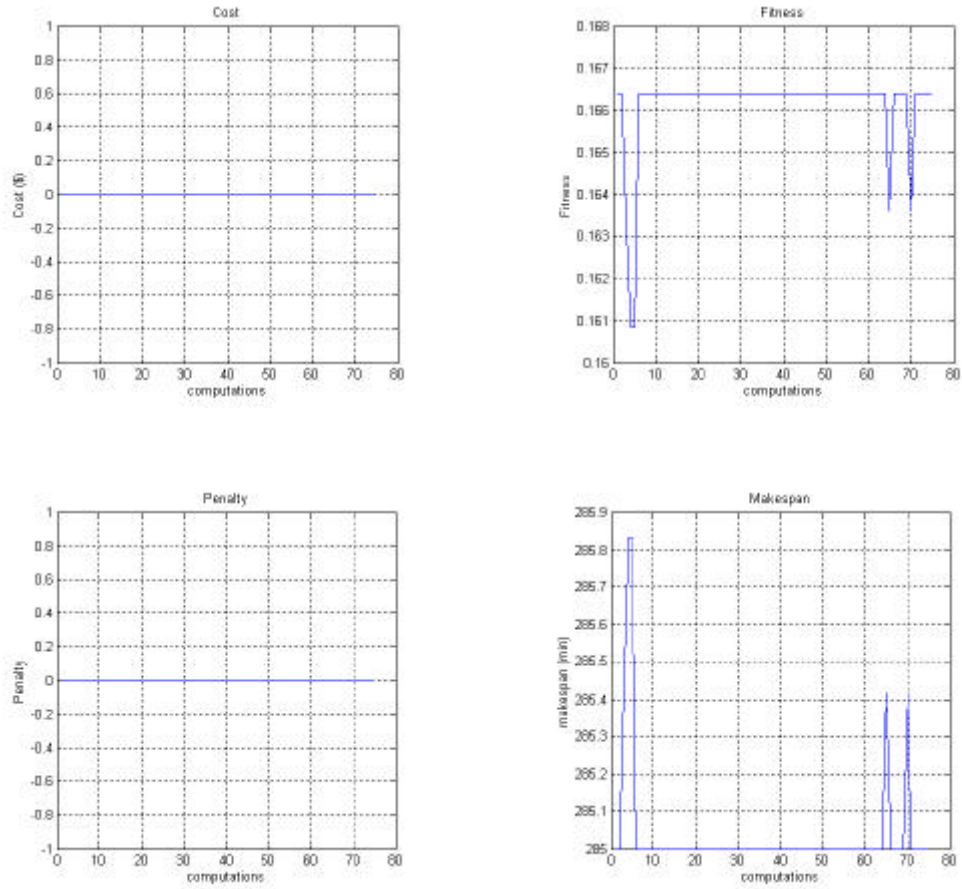 Cost
1
0.8
0.6
0.4
0.2
0
-0.2
-0.4
-0.6
-0.8
-1
Cost ($)
0 10 20 30 40 50 60 70 80
computations
Fitness
0.168
0.167
0.166
0.165
0.164
0.163
0.162
0.161
0.16
Fitness
0 10 20 30 40 50 60 70 80
computations
Penalty
1
0.8
0.6
0.4
0.2
0
-0.2
-0.4
-0.6
-0.8
-1
Penalty
0 10 20 30 40 50 60 70 80
computations
Makespan
285.9
285.8
285.7
285.6
285.5
285.4
285.3
285.2
285.1
285
makespan (min)
0 10 20 30 40 50 60 70 80
computations